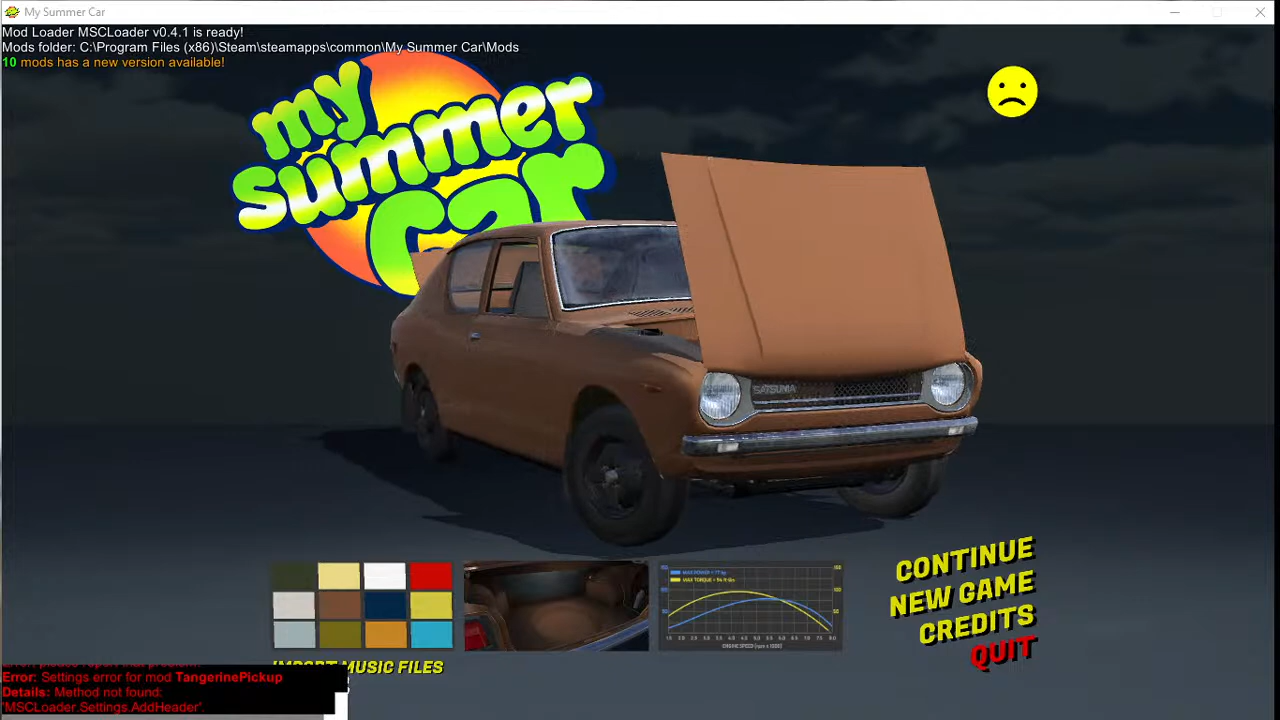 My Summer Car
Mod Loader MSCLoader v0.4.1 is ready!
Mods folder: C:\Program Files (x86)\Steam\steamapps\common\My Summer Car\Mods
10 mods has a new version available!
my
summer
car
SATSUMA
CONTINUE
NEW GAME
CREDITS
QUIT
IMPORT MUSIC FILES
Error: Settings error for mod TangerinePickup
Details: Method not found:
'MSCLoader.Settings.AddHeader'.